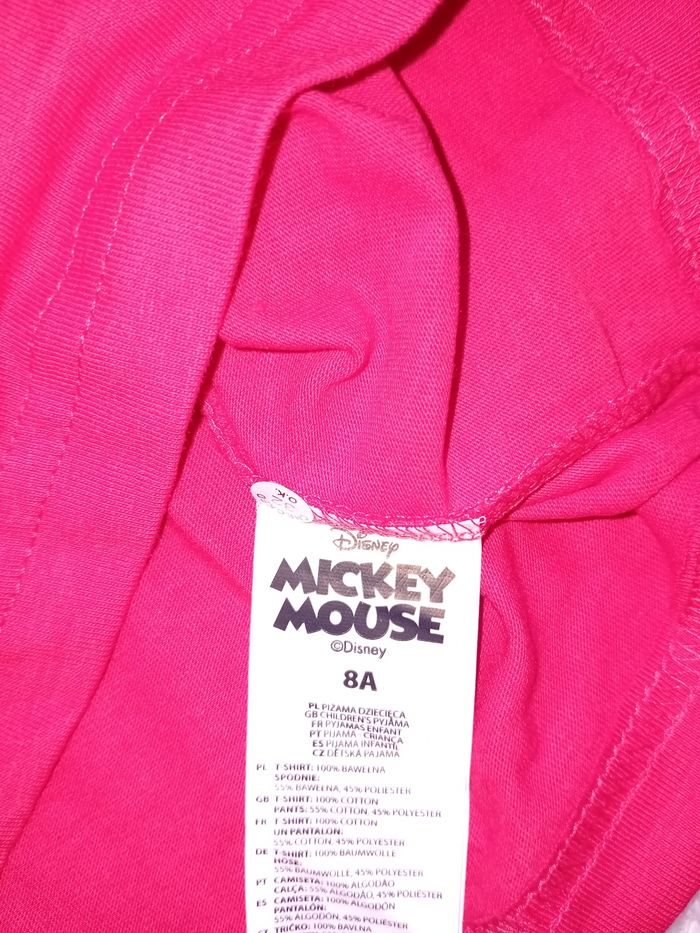 O.K
Disney
MICKEY
MOUSE
©Disney
8A
PL PIŻAMA DZIECIĘCA
GB CHILDREN'S PYJAMA
FR PYJAMAS ENFANT
PT PIJAMA - CRIANÇA
ES PIJAMA INFANTIL
CZ DĚTSKÁ PAJAMA
PL T-SHIRT: 100% BAWEŁNA
SPODNIE:
55% BAWEŁNA, 45% POLIESTER
GB T-SHIRT: 100% COTTON
PANTS: 55% COTTON, 45% POLYESTER
FR T-SHIRT: 100% COTTON
UN PANTALON:
55% COTTON, 45% POLYESTER
DE T-SHIRT: 100% BAUMWOLLE
HOSE:
55% BAUMWOLLE, 45% POLYESTER
PT CAMISETA: 100% ALGODÃO
CALÇA: 55% ALGODÃO, 45% POLIÉSTER
ES CAMISETA: 100% ALGODÓN
PANTALÓN:
55% ALGODÓN, 45% POLIÉSTER
CZ TRIČKO: 100% BAVLNA